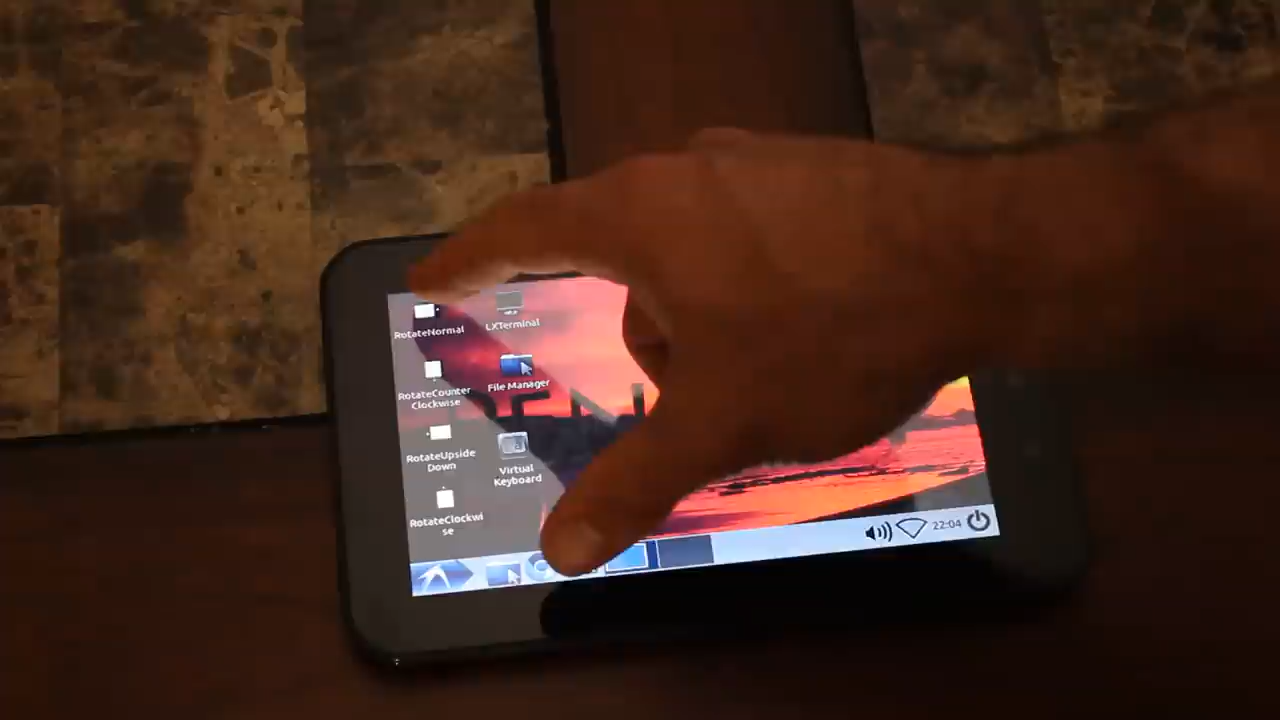 RotateNormal
LXTerminal
RotateCounter
Clockwise
File Manager
RotateUpside
Down
Virtual
Keyboard
RotateClockwi
se
22:04